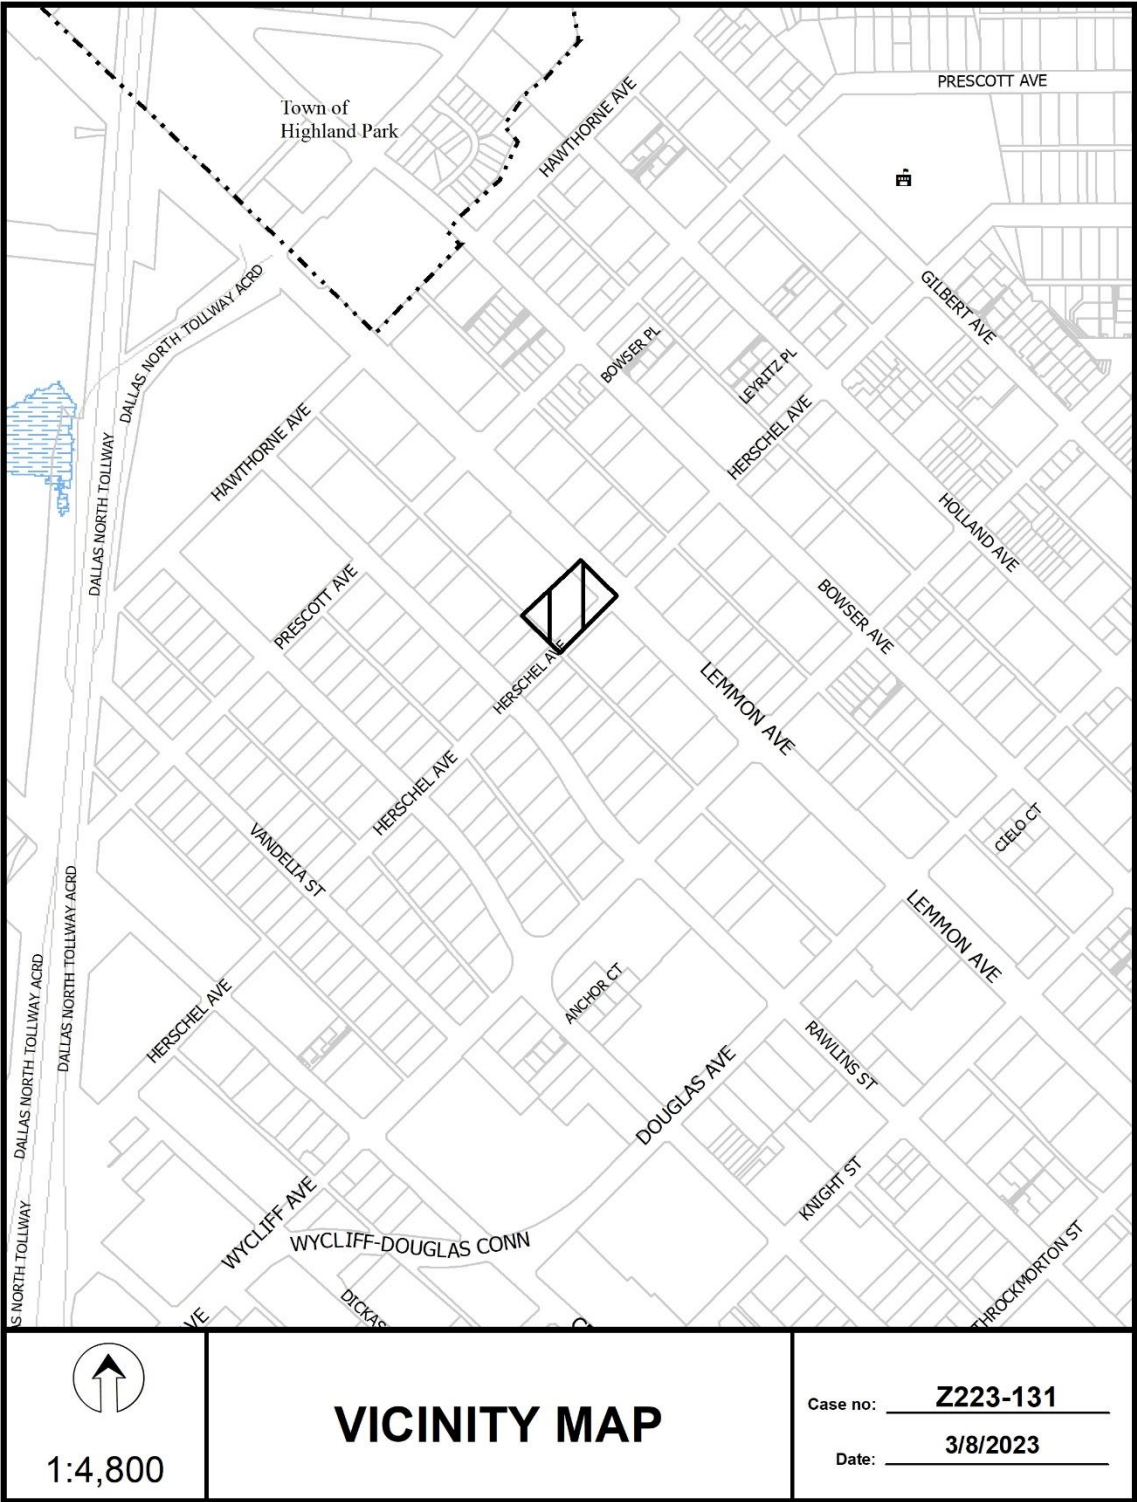 PRESCOTT AVE
Town of
Highland Park
HAWTHORNE AVE
GILBERT AVE
DALLAS NORTH TOLLWAY ACRD
BOWSER PL
LEYRITZ PL
HERSCHEL AVE
HAWTHORNE AVE
DALLAS NORTH TOLLWAY
HOLLAND AVE
PRESCOTT AVE
BOWSER AVE
HERSCHEL AVE
LEMMON AVE
HERSCHEL AVE
CIELO CT
VANDELIA ST
LEMMON AVE
DALLAS NORTH TOLLWAY ACRD
DALLAS NORTH TOLLWAY ACRD
HERSCHEL AVE
ANCHOR CT
RAWLINS ST
DOUGLAS AVE
KNIGHT ST
WYCLIFF AVE
WYCLIFF-DOUGLAS CONN
THROCKMORTON ST
AS NORTH TOLLWAY
DICKAS
AVE
1:4,800
VICINITY MAP
Case no: Z223-131
Date: 3/8/2023